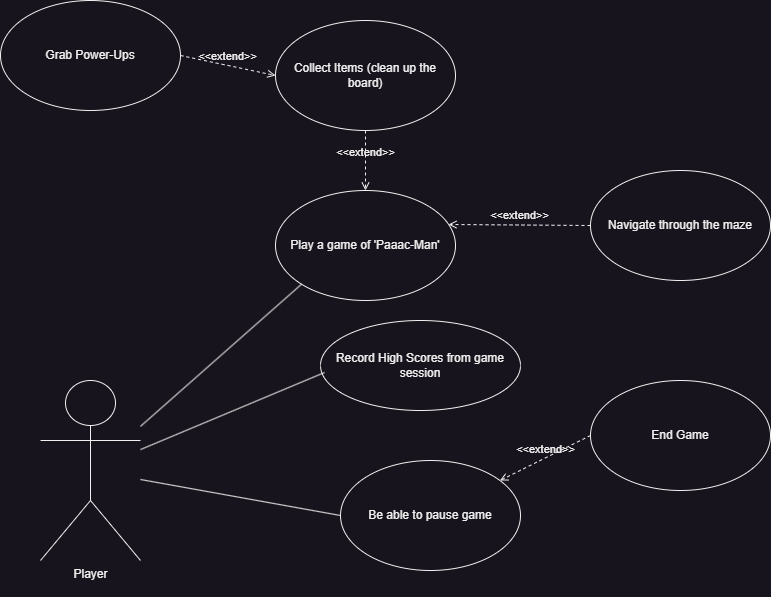 Grab Power-Ups
<<extend>>
Collect Items (clean up the
board)
<<extend>>
Play a game of 'Paaac-Man'
<<extend>>
Navigate through the maze
Record High Scores from game
session
<<extend>>
End Game
Be able to pause game
Player